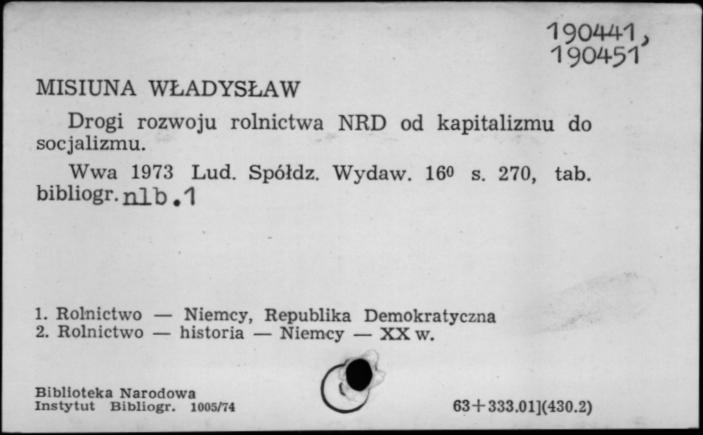 190441,
190451
MISIUNA WŁADYSŁAW
Drogi rozwoju rolnictwa NRD od kapitalizmu do
socjalizmu.
Wwa 1973 Lud. Spółdz. Wydaw. 16⁰ s. 270, tab.
bibliogr. nlb.1
1. Rolnictwo — Niemcy, Republika Demokratyczna
2. Rolnictwo — historia — Niemcy — XX w.
Biblioteka Narodowa
Instytut Bibliogr. 1005/74
63+333.01](430.2)